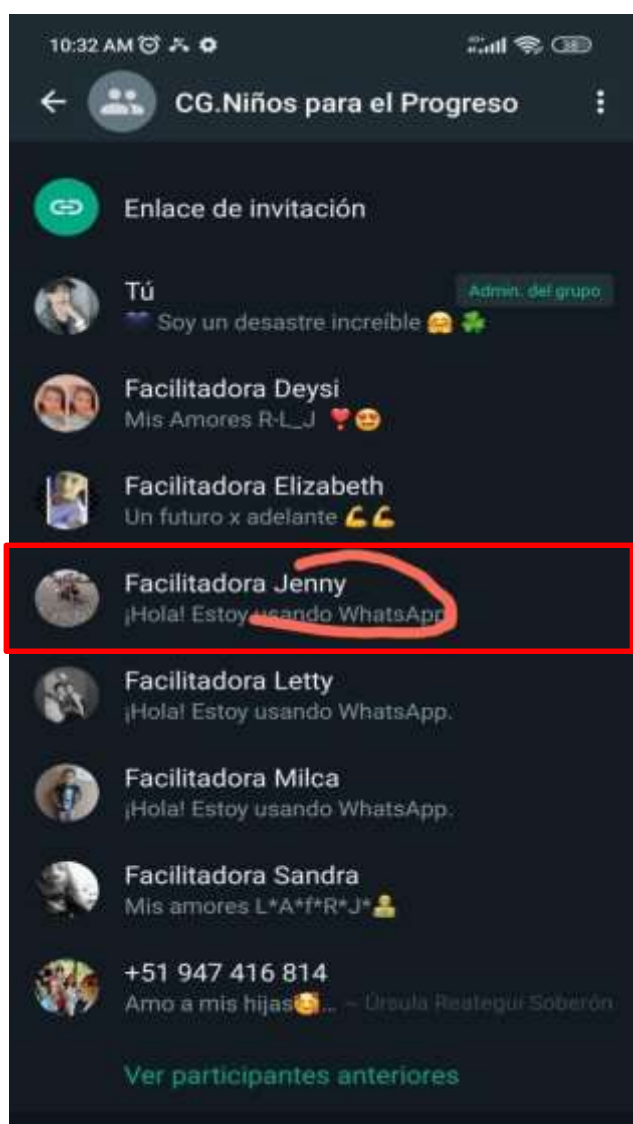 10:32 AM
38
CG.Niños para el Progreso
Enlace de invitación
Tú
Admin. del grupo
Soy un desastre increíble 🤗 ☘️
Facilitadora Deysi
Mis Amores R-L_J ❣️😍
Facilitadora Elizabeth
Un futuro x adelante 💪💪
Facilitadora Jenny
¡Hola! Estoy usando WhatsApp.
Facilitadora Letty
¡Hola! Estoy usando WhatsApp.
Facilitadora Milca
¡Hola! Estoy usando WhatsApp.
Facilitadora Sandra
Mis amores L*A*f*R*J*
+51 947 416 814
Amo a mis hijas🥰... ~ Úrsula Reategui Soberón
Ver participantes anteriores